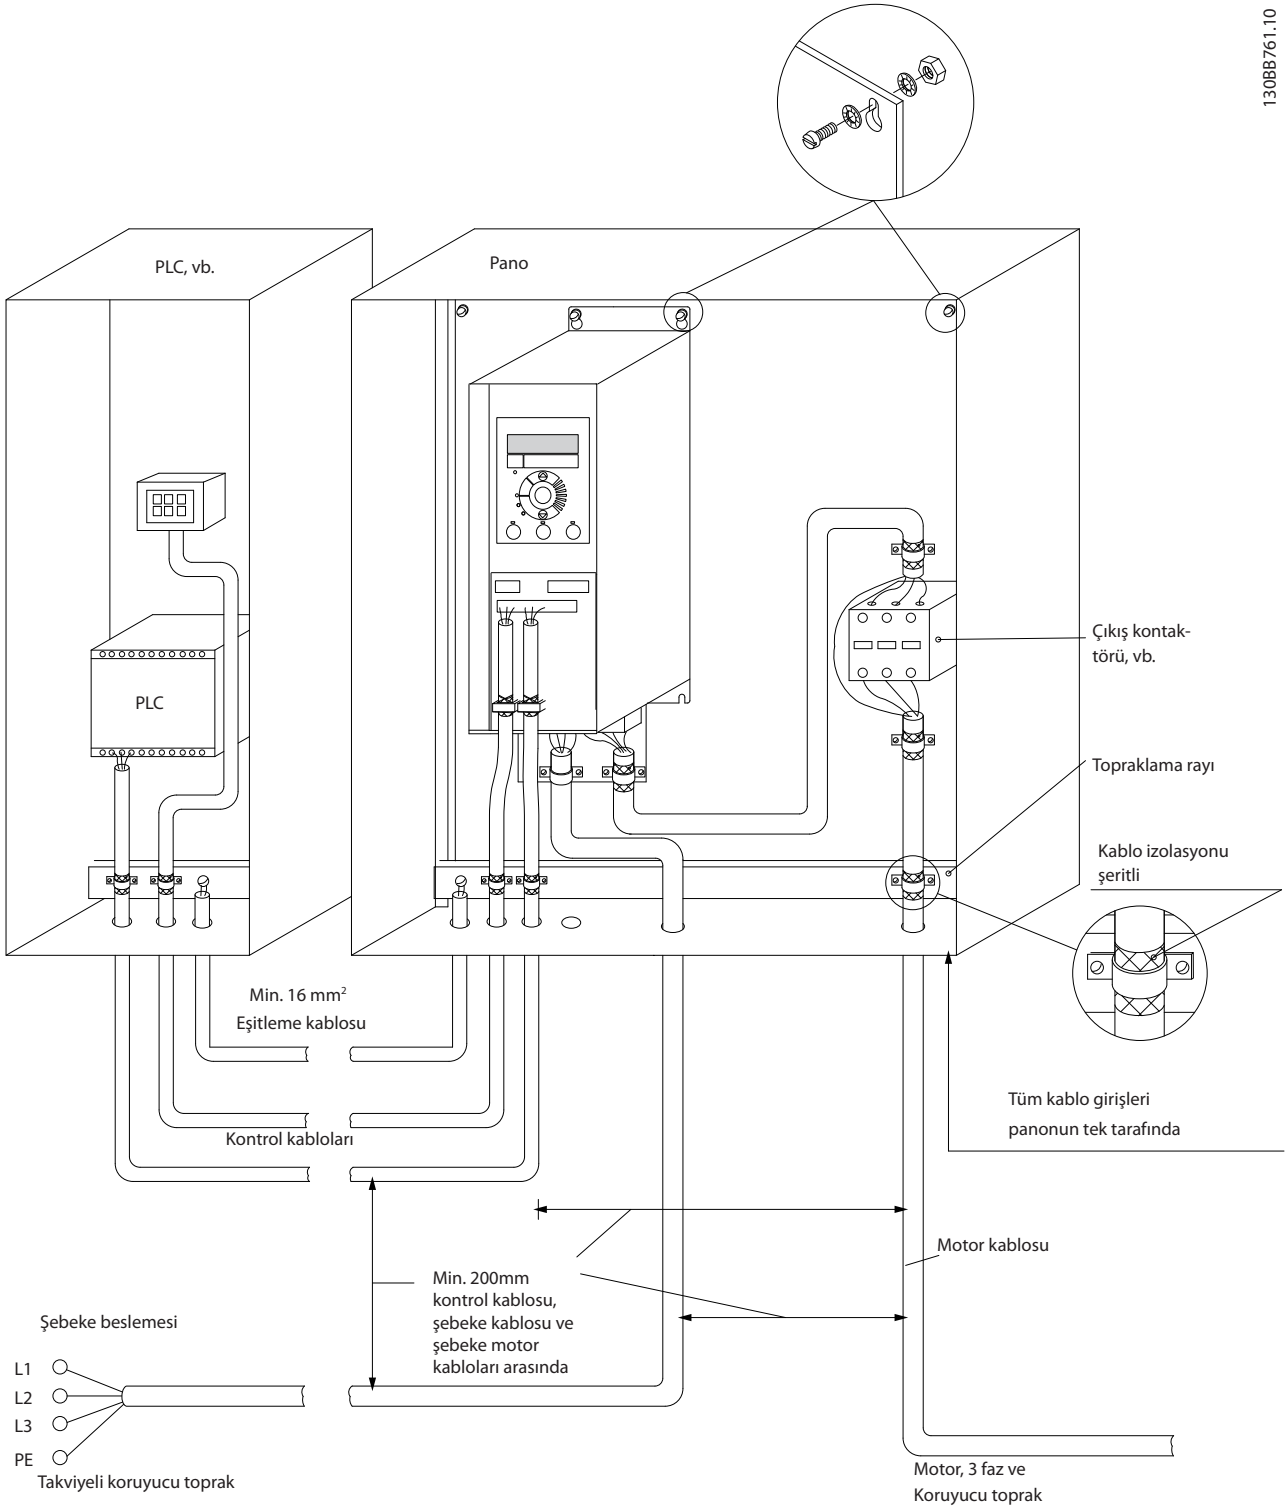 130BB761.10
PLC, vb.
Pano
PLC
Çıkış kontak-
törü, vb.
Topraklama rayı
Kablo izolasyonu
şeritli
Min. 16 mm²
Eşitleme kablosu
Kontrol kabloları
Tüm kablo girişleri
panonun tek tarafında
Motor kablosu
Min. 200mm
kontrol kablosu,
şebeke kablosu ve
şebeke motor
kabloları arasında
Şebeke beslemesi
L1
L2
L3
PE
Takviyeli koruyucu toprak
Motor, 3 faz ve
Koruyucu toprak